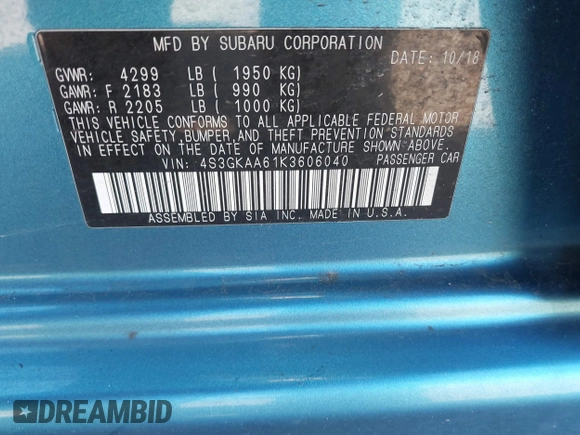 MFD BY SUBARU CORPORATION
DATE: 10/18
GVWR: 4299 LB ( 1950 KG)
GAWR: F 2183 LB ( 990 KG)
GAWR: R 2205 LB ( 1000 KG)
THIS VEHICLE CONFORMS TO ALL APPLICABLE FEDERAL MOTOR
VEHICLE SAFETY, BUMPER, AND THEFT PREVENTION STANDARDS
IN EFFECT ON THE DATE OF MANUFACTURE SHOWN ABOVE.
VIN: 4S3GKAA61K3606040 PASSENGER CAR
ASSEMBLED BY SIA INC. MADE IN U.S.A.
DREAMBID